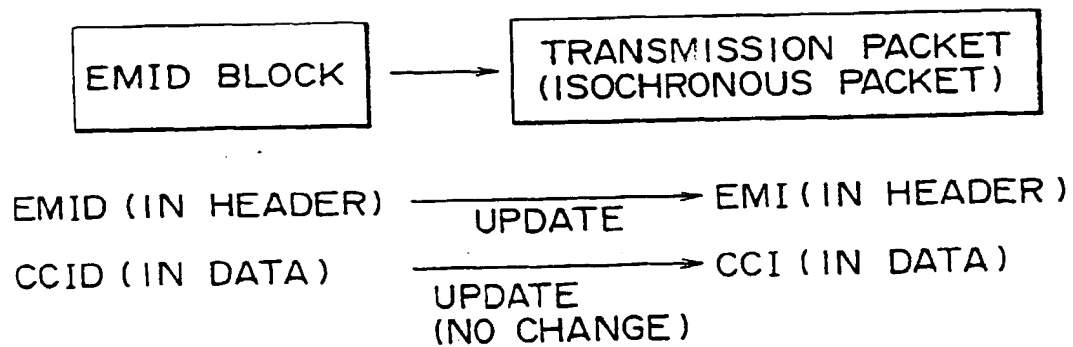 EMID BLOCK
TRANSMISSION PACKET
(ISOCHRONOUS PACKET)
EMID (IN HEADER)
UPDATE
EMI (IN HEADER)
CCID (IN DATA)
UPDATE
(NO CHANGE)
CCI (IN DATA)